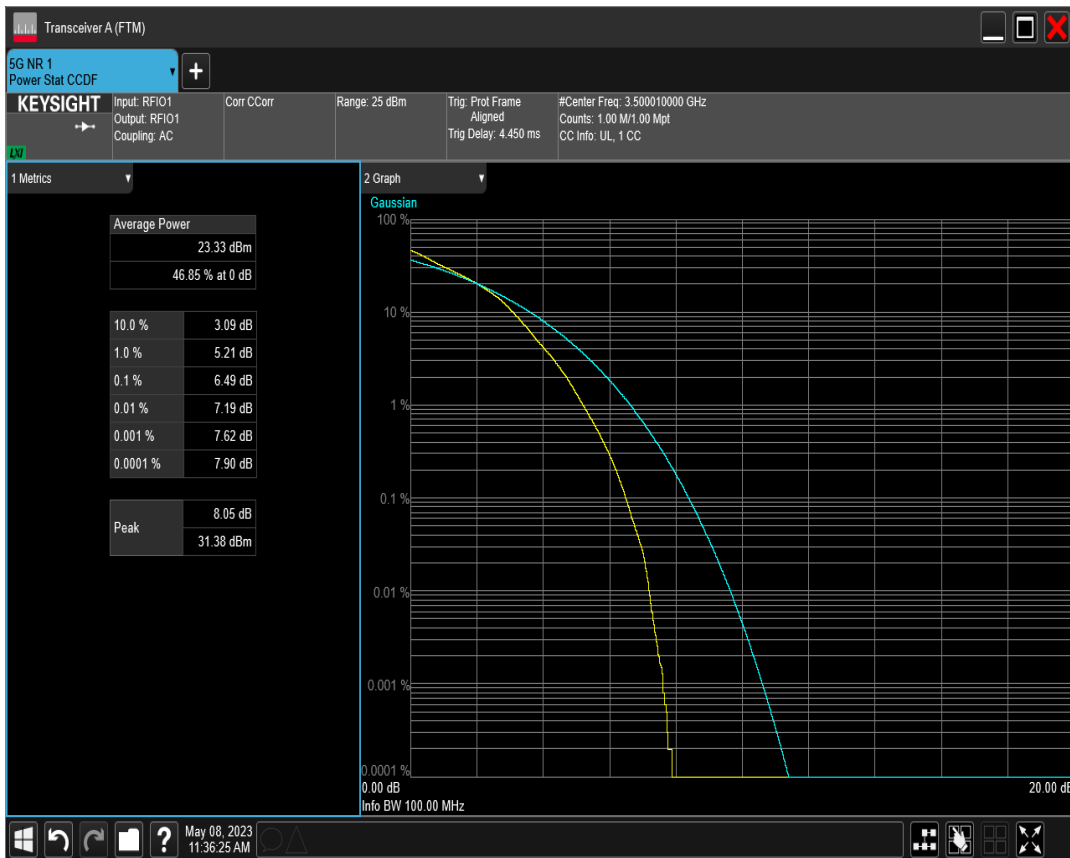 Transceiver A (FTM)
5G NR 1
Power Stat CCDF
+
KEYSIGHT
LXI
Input: RFIO1
Output: RFIO1
Coupling: AC
Corr CCorr
Range: 25 dBm
Trig: Prot Frame
Aligned
Trig Delay: 4.450 ms
#Center Freq: 3.500010000 GHz
Counts: 1.00 M/1.00 Mpt
CC Info: UL, 1 CC
1 Metrics
Average Power
23.33 dBm
46.85 % at 0 dB
10.0 % 3.09 dB
1.0 % 5.21 dB
0.1 % 6.49 dB
0.01 % 7.19 dB
0.001 % 7.62 dB
0.0001 % 7.90 dB
Peak
8.05 dB
31.38 dBm
2 Graph
Gaussian
100 %
10 %
1 %
0.1 %
0.01 %
0.001 %
0.0001 %
0.00 dB 20.00 dB
Info BW 100.00 MHz
?
May 08, 2023
11:36:25 AM